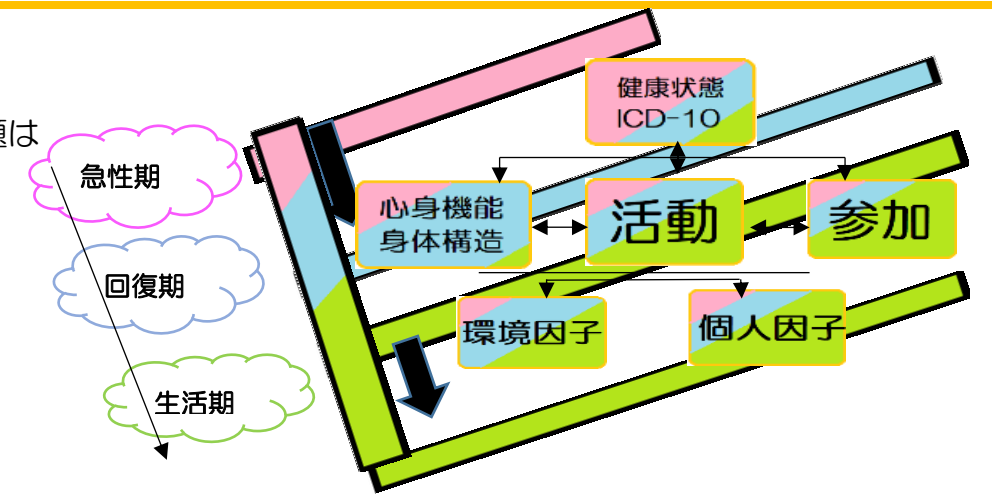 題は
急性期
回復期
生活期
健康状態
ICD-10
心身機能
身体構造
活動
参加
環境因子
個人因子